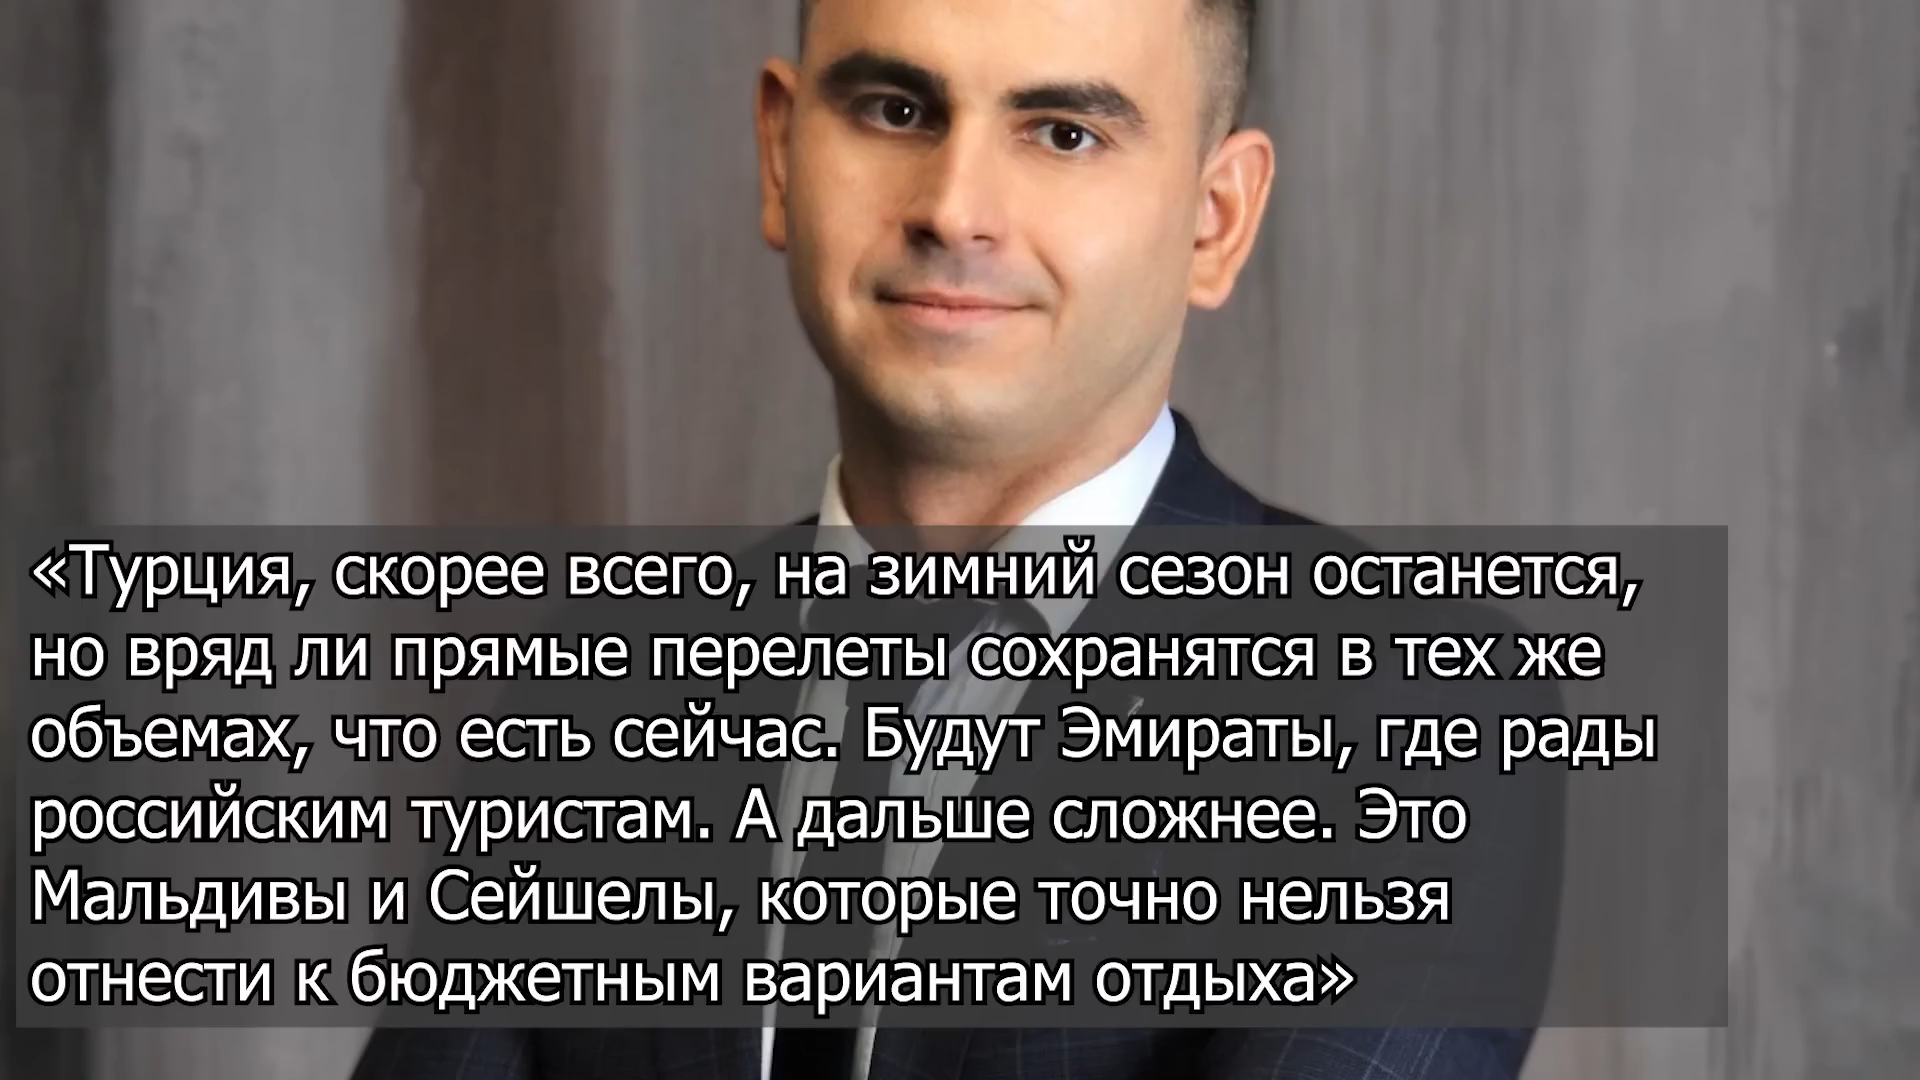 «Турция, скорее всего, на зимний сезон останется,
но вряд ли прямые перелеты сохранятся в тех же
объемах, что есть сейчас. Будут Эмираты, где рады
российским туристам. А дальше сложнее. Это
Мальдивы и Сейшелы, которые точно нельзя
отнести к бюджетным вариантам отдыха»